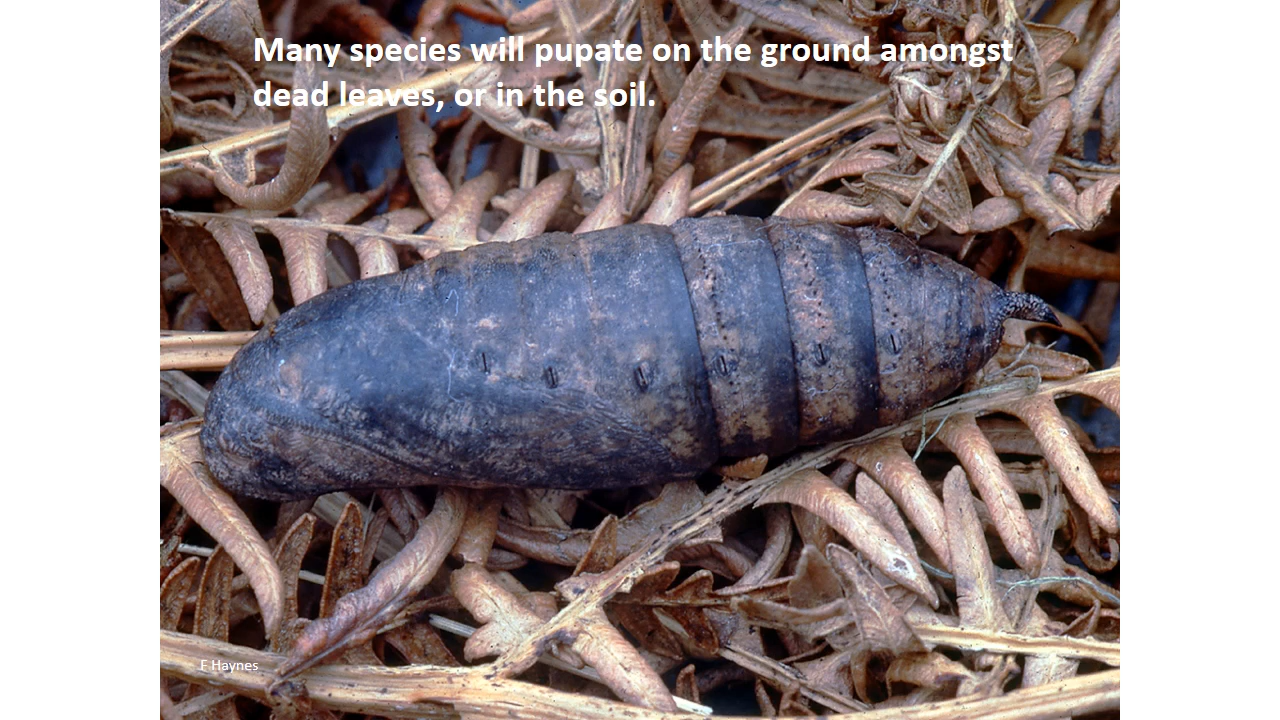 Many species will pupate on the ground amongst
dead leaves, or in the soil.
F Haynes